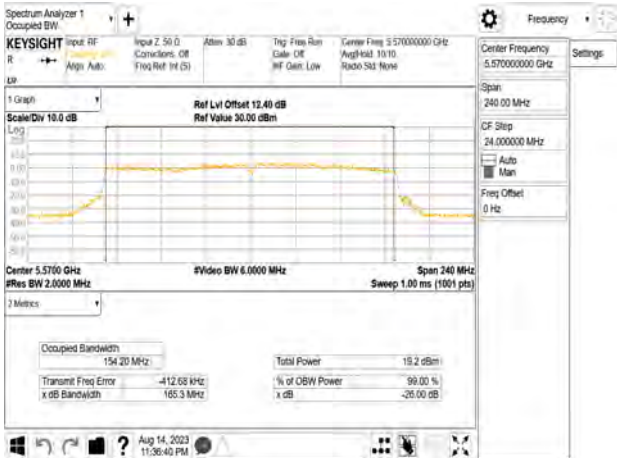 Spectrum Analyzer 1
Occupied BW
+
Frequency
KEYSIGHT
R
Input: RF
Align: Auto
Input Z: 50 Ω
Corrections: Off
Freq Ref: Int (S)
Atten: 30 dB
Trig: Free Run
Gate: Off
#IF Gain: Low
Center Freq: 5.570000000 GHz
Avg|Hold: 10/10
Radio Std: None
Center Frequency
5.570000000 GHz
Settings
Span
240.00 MHz
CF Step
24.000000 MHz
Auto
Man
Freq Offset
0 Hz
1 Graph
Scale/Div 10.0 dB
Ref Lvl Offset 12.40 dB
Ref Value 30.00 dBm
Log
0.00
Center 5.5700 GHz
#Res BW 2.0000 MHz
#Video BW 6.0000 MHz
Span 240 MHz
Sweep 1.00 ms (1001 pts)
2 Metrics
Occupied Bandwidth
154.20 MHz
Total Power
19.2 dBm
Transmit Freq Error
-412.68 kHz
% of OBW Power
99.00 %
x dB Bandwidth
165.3 MHz
x dB
-26.00 dB
?
Aug 14, 2023
11:36:40 PM